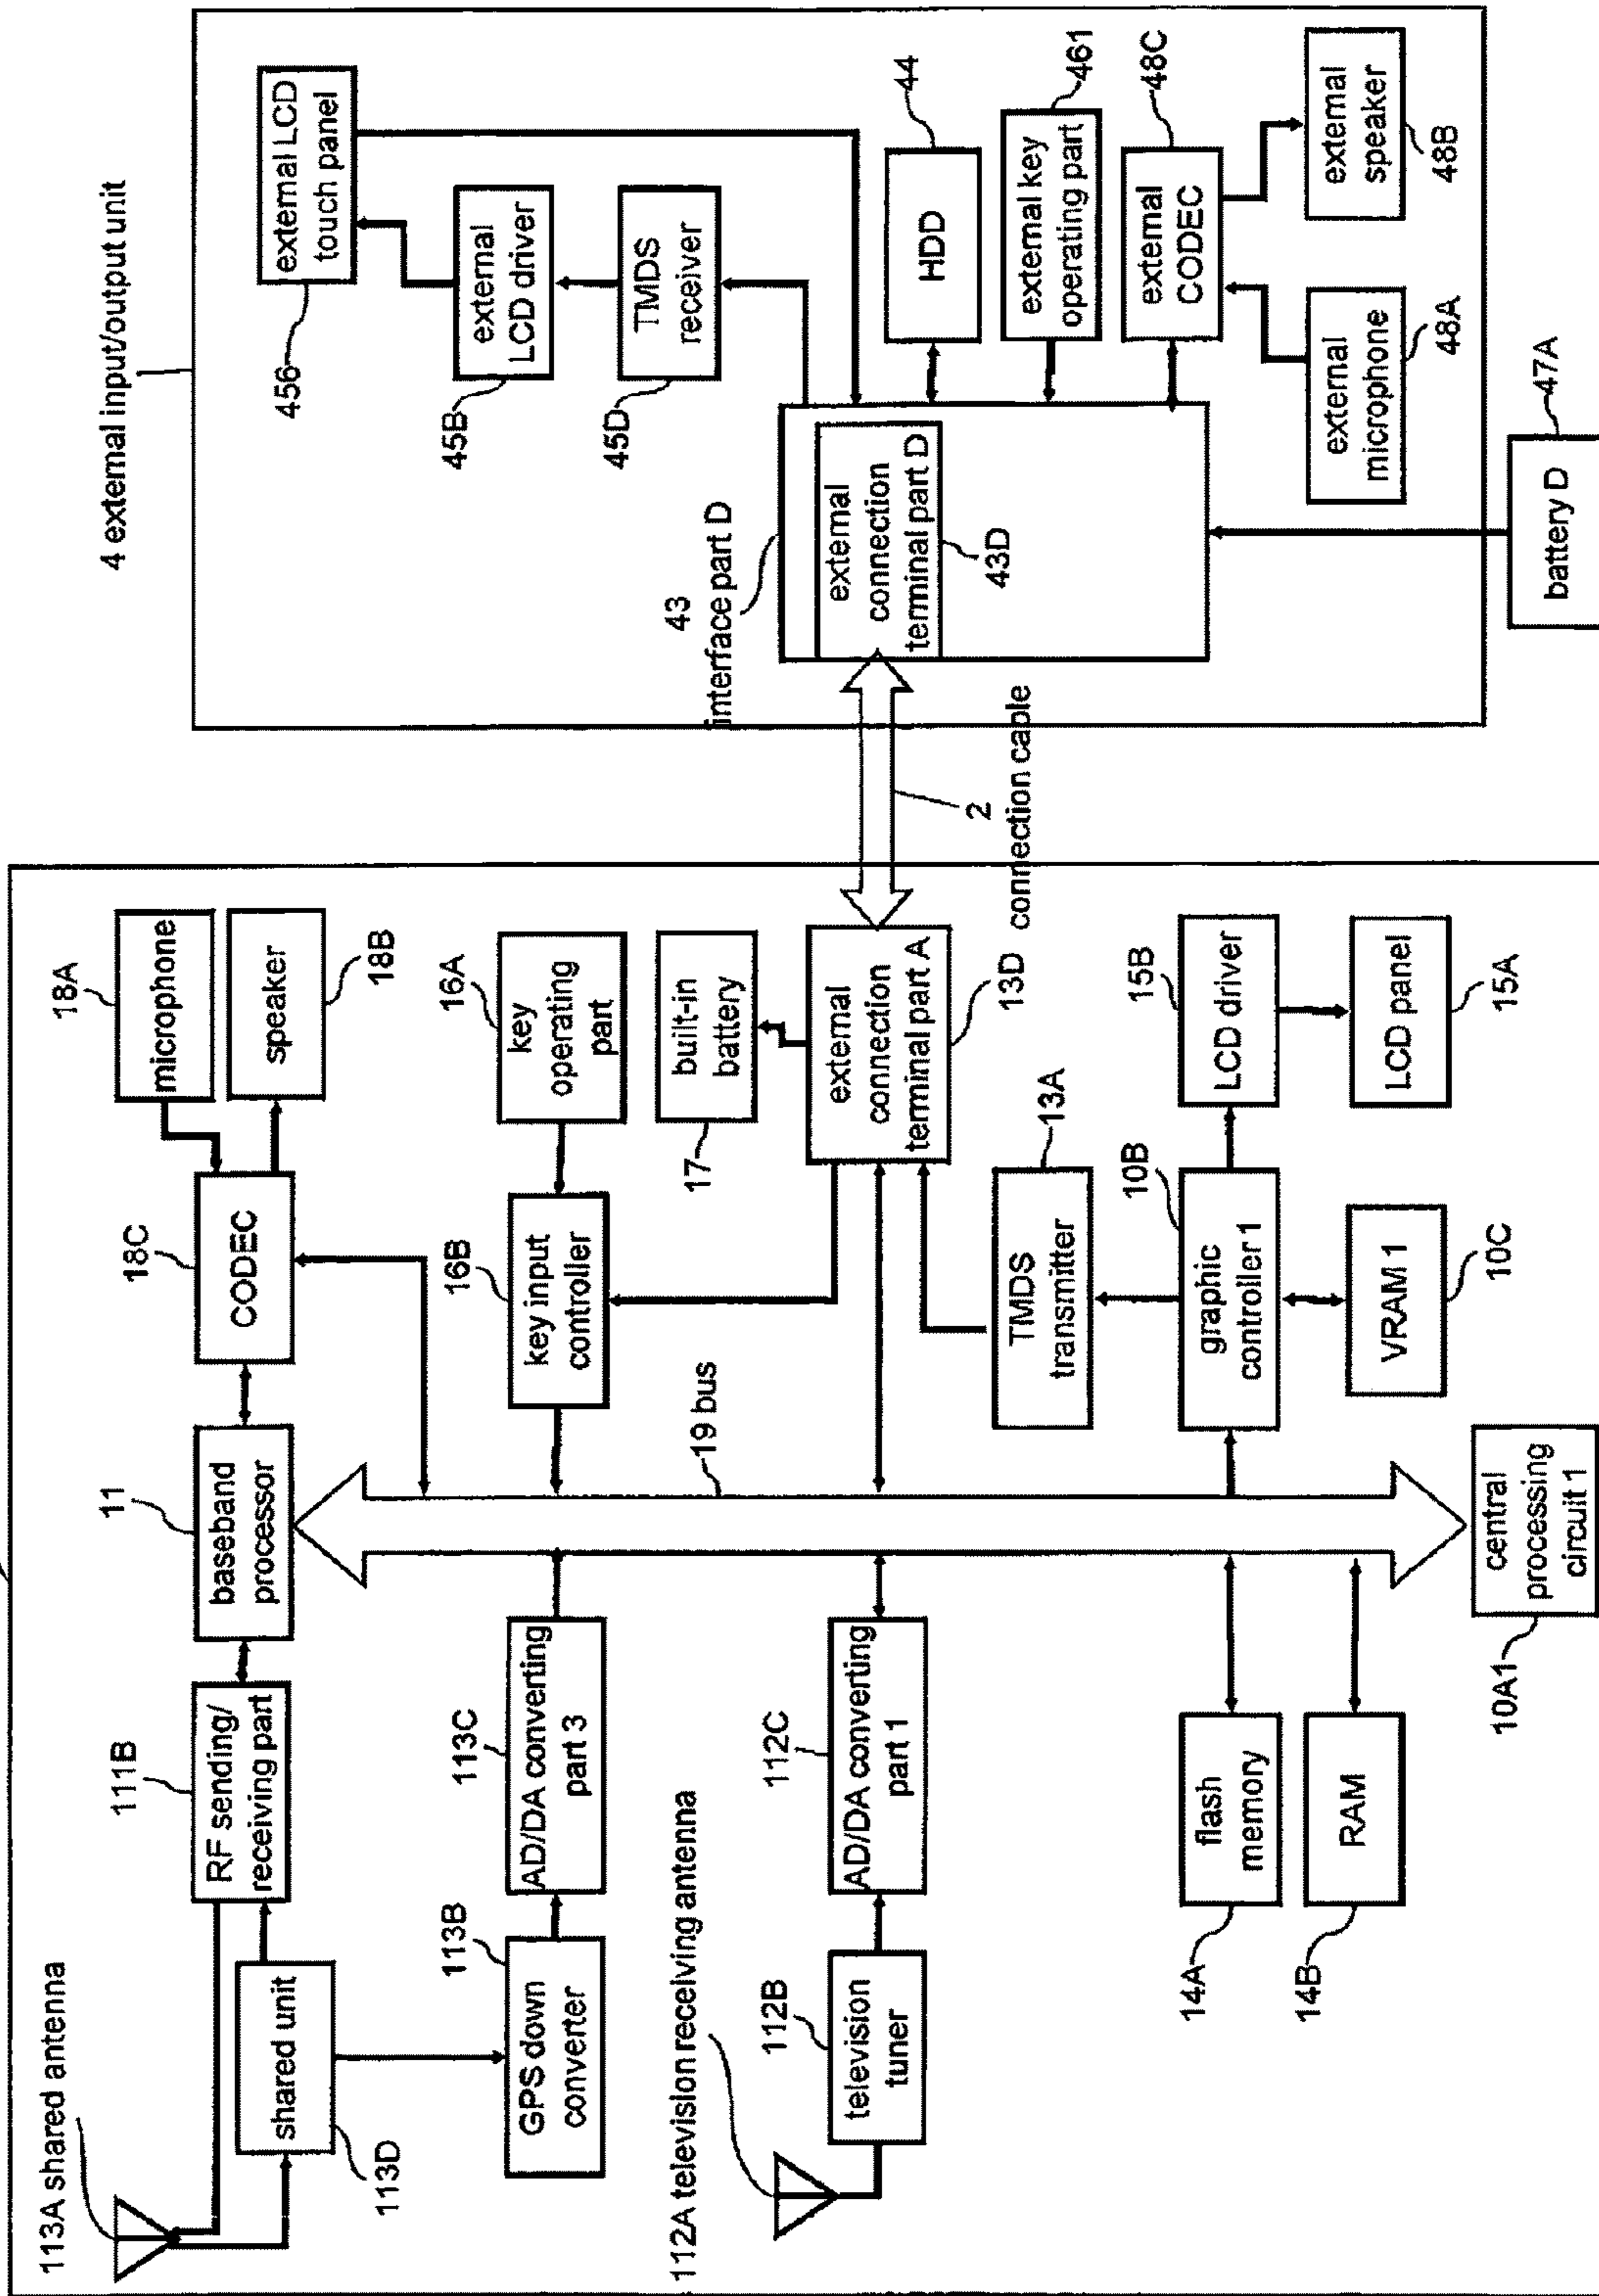 113A shared antenna
shared unit
113D
111B
RF sending/
receiving part
11
baseband
processor
18C
CODEC
18A
microphone
speaker
18B
113B
GPS down
converter
113C
AD/DA converting
part 3
16B
key input
controller
16A
key
operating
part
17
built-in
battery
112A television receiving antenna
112B
television
tuner
112C
AD/DA converting
part 1
19 bus
external
connection
terminal part A
13D
TMDS
transmitter
13A
14A
flash
memory
14B
RAM
10B
graphic
controller 1
15B
LCD driver
LCD panel
15A
VRAM 1
10C
10A1
central
processing
circuit 1
2
connection cable
4 external input/output unit
456
external LCD
touch panel
45B
external
LCD driver
45D
TMDS
receiver
43
interface part D
external
connection
terminal part D
43D
44
HDD
461
external key
operating part
48C
external
CODEC
external
microphone
48A
external
speaker
48B
battery D
47A